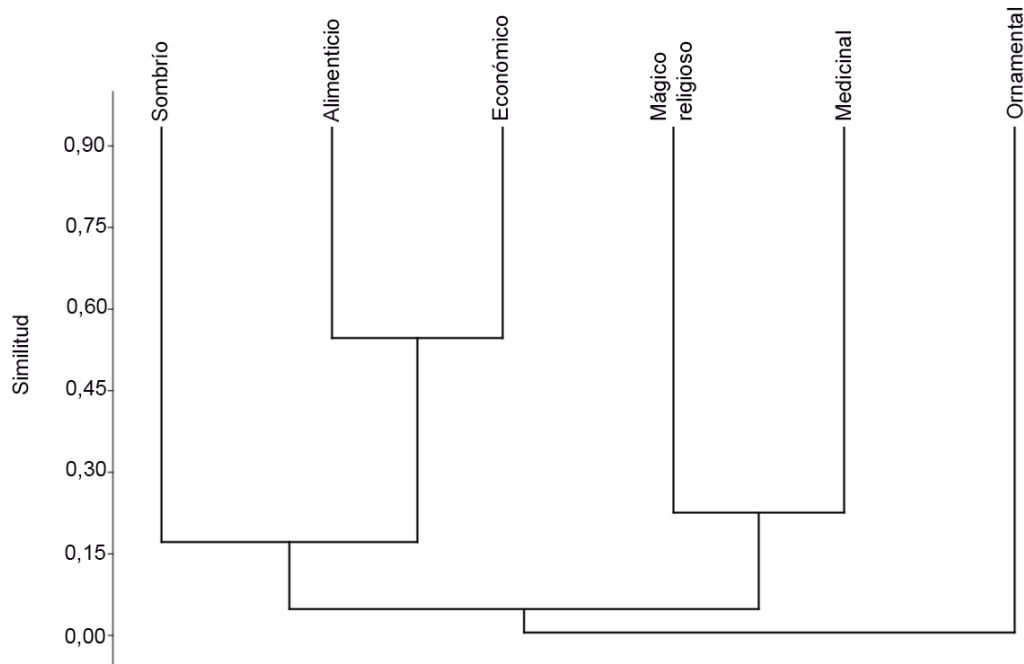 Sombrío
Alimenticio
Económico
Mágico
religioso
Medicinal
Ornamental
Similitud
0,90
0,75
0,60
0,45
0,30
0,15
0,00